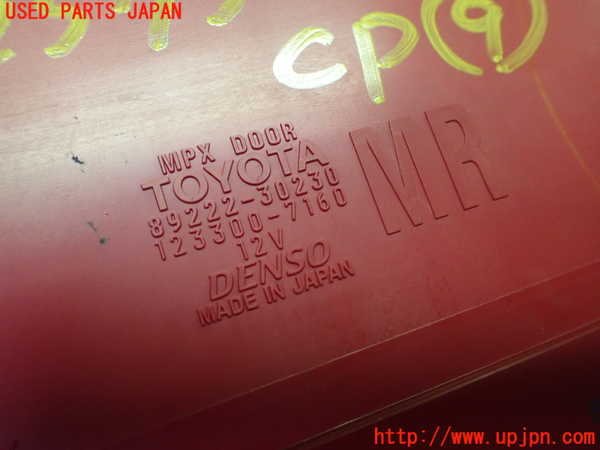 USED PARTS JAPAN
CP(9)
MPX DOOR
TOYOTA
89222-30230
123300-7160
12V
DENSO
MADE IN JAPAN
MR
http://www.upjpn.com/